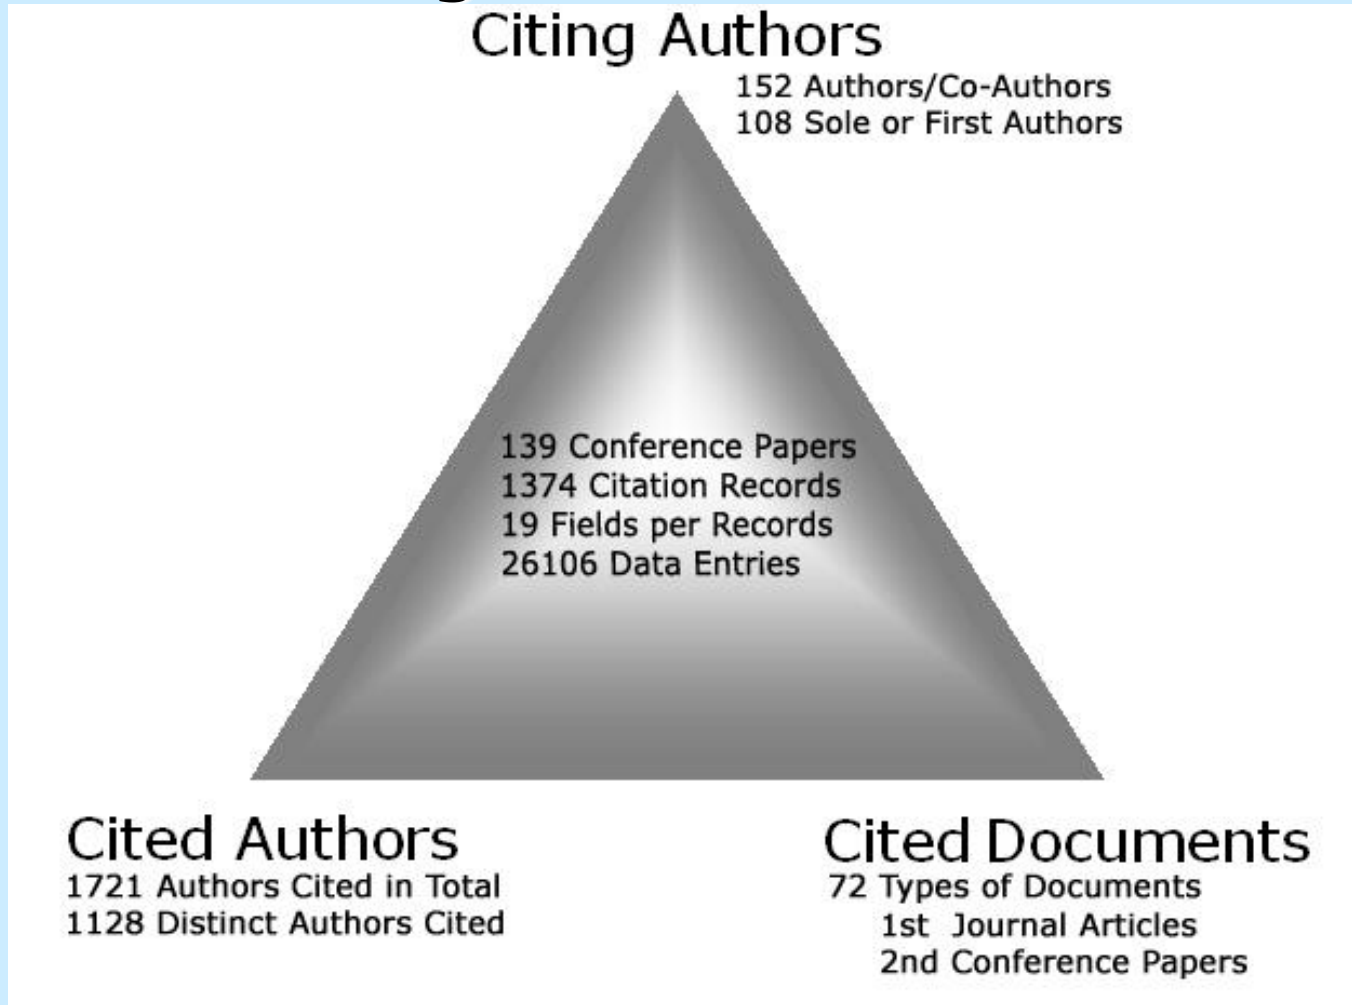 Citing Authors
152 Authors/Co-Authors
108 Sole or First Authors
139 Conference Papers
1374 Citation Records
19 Fields per Records
26106 Data Entries
Cited Authors
1721 Authors Cited in Total
1128 Distinct Authors Cited
Cited Documents
72 Types of Documents
1st Journal Articles
2nd Conference Papers